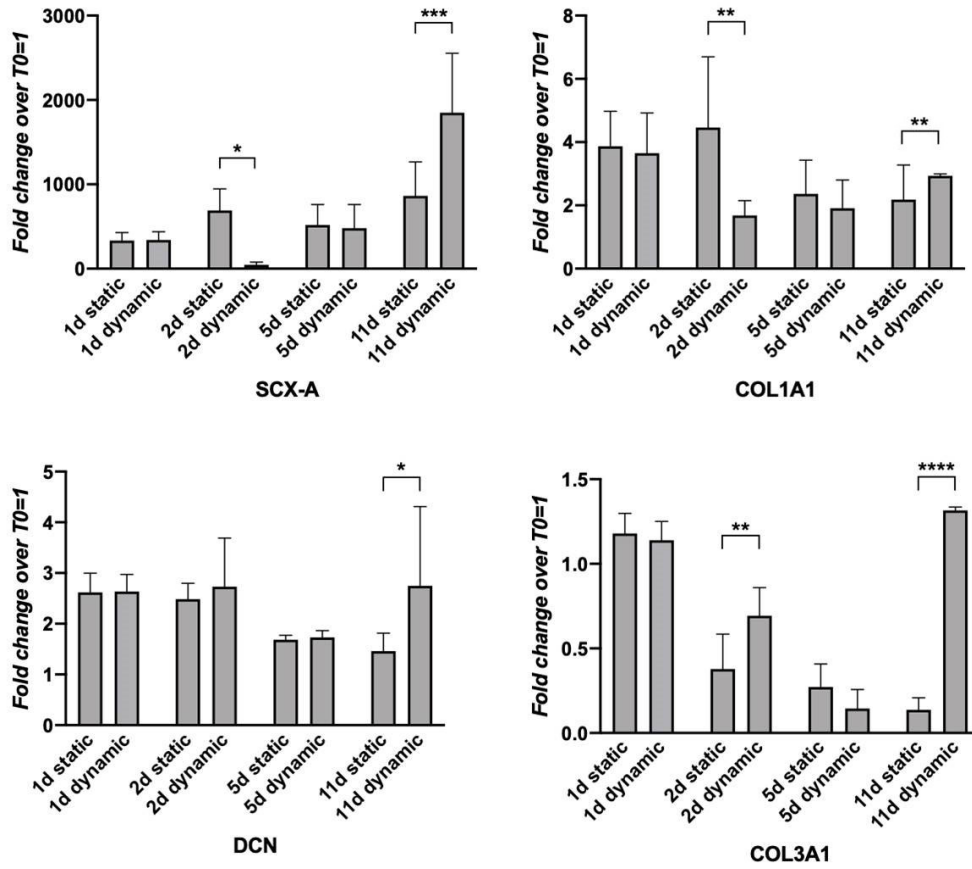 Fold change over T0=1
3000
2000
1000
0
*
***
1d static
1d dynamic
2d static
2d dynamic
5d static
5d dynamic
11d static
11d dynamic
SCX-A
Fold change over T0=1
8
6
4
2
0
**
**
1d static
1d dynamic
2d static
2d dynamic
5d static
5d dynamic
11d static
11d dynamic
COL1A1
Fold change over T0=1
5
4
3
2
1
0
*
1d static
1d dynamic
2d static
2d dynamic
5d static
5d dynamic
11d static
11d dynamic
DCN
Fold change over T0=1
1.5
1.0
0.5
0.0
**
****
1d static
1d dynamic
2d static
2d dynamic
5d static
5d dynamic
11d static
11d dynamic
COL3A1